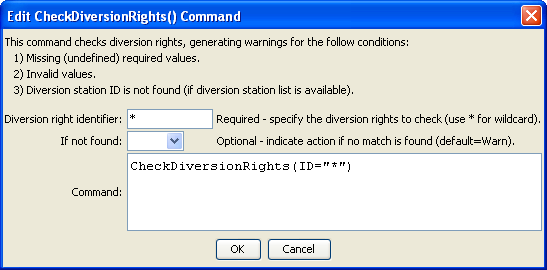 Edit CheckDiversionRights() Command
This command checks diversion rights, generating warnings for the follow conditions:
1) Missing (undefined) required values.
2) Invalid values.
3) Diversion station ID is not found (if diversion station list is available).
Diversion right identifier: * Required - specify the diversion rights to check (use * for wildcard).
If not found: Optional - indicate action if no match is found (default=Warn).
CheckDiversionRights(ID="*")
Command:
OK Cancel